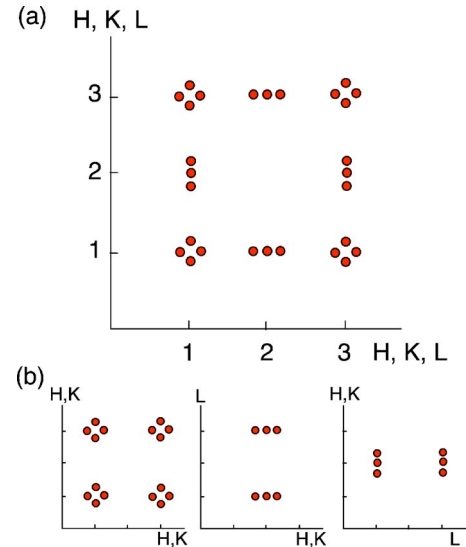 (a) H, K, L
3
2
1
1 2 3 H, K, L
(b)
H,K L H,K
H,K H,K L